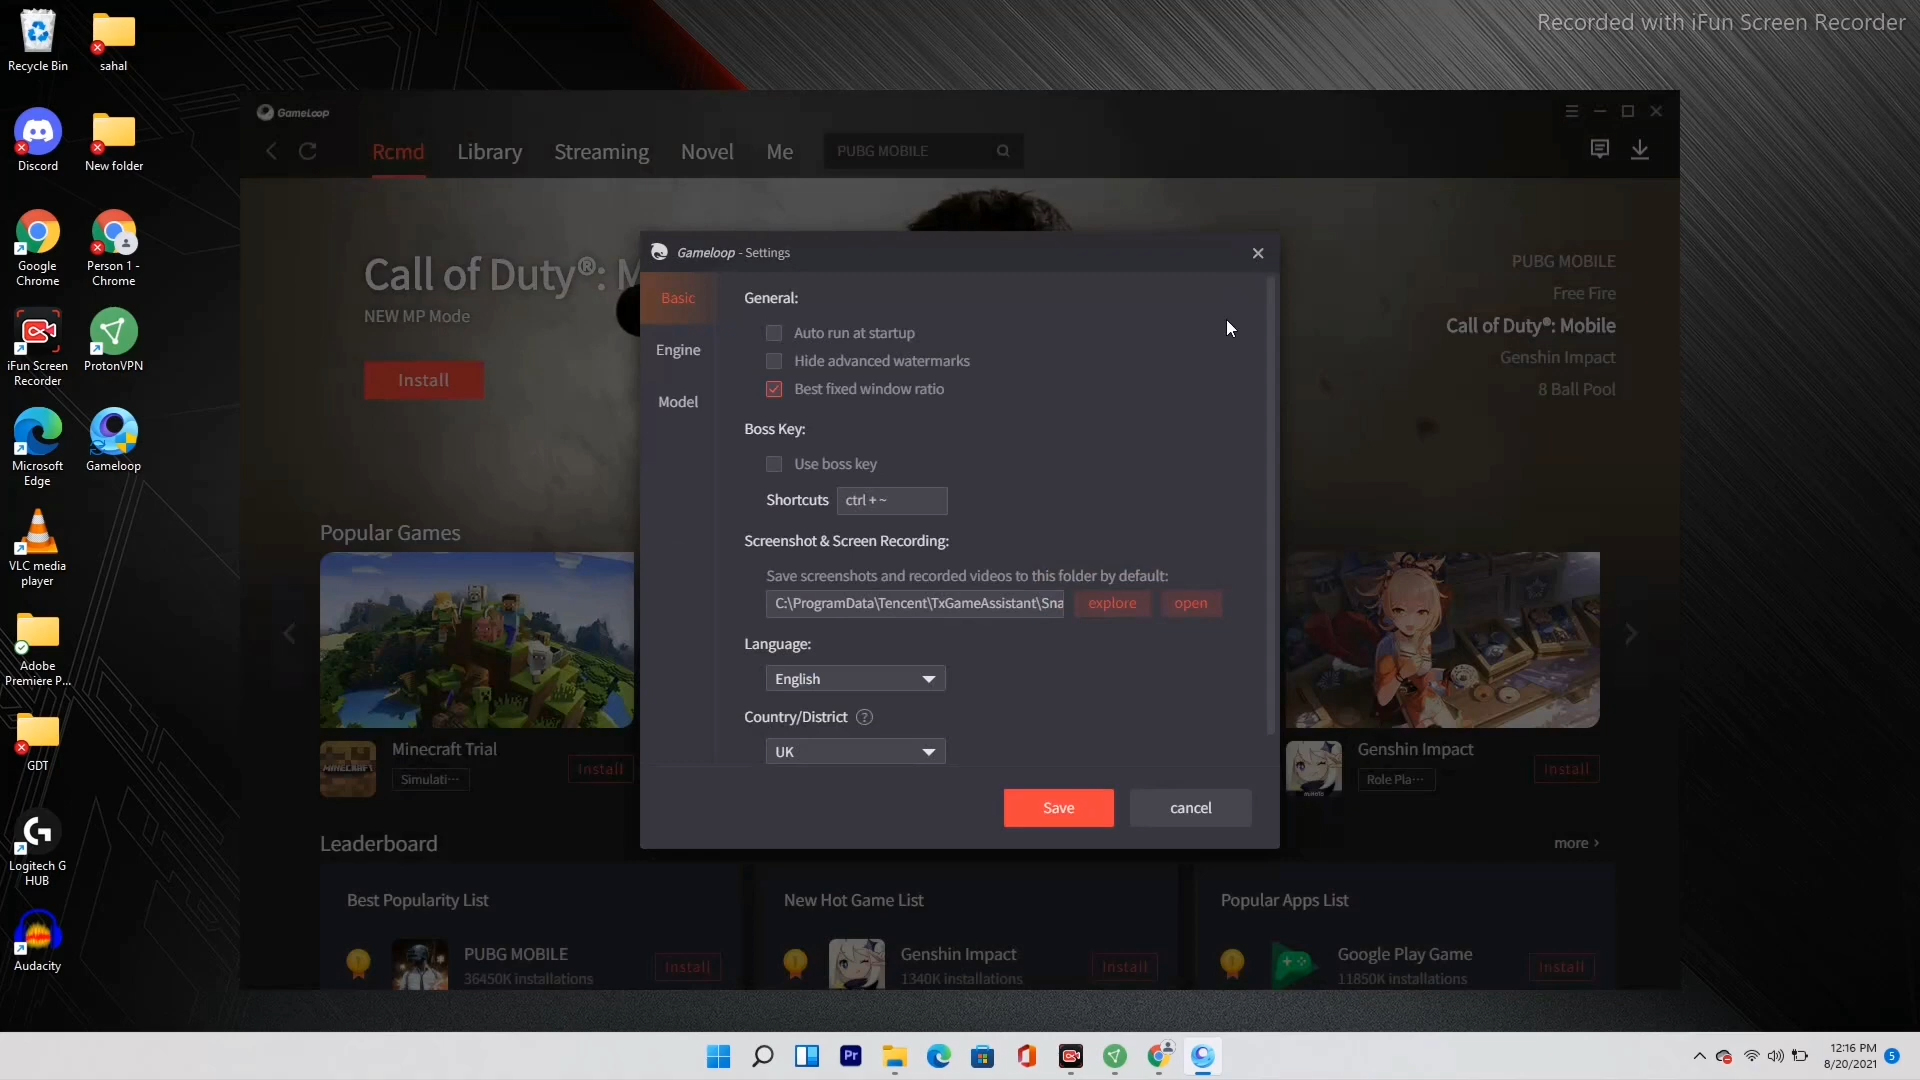 Recorded with iFun Screen Recorder
Recycle Bin
sahal
Discord
New folder
Google
Chrome
Person 1 -
Chrome
iFun Screen
Recorder
ProtonVPN
Microsoft
Edge
Gameloop
VLC media
player
Adobe
Premiere P...
GDT
Logitech G
HUB
Audacity
GameLoop
Rcmd
Library
Streaming
Novel
Me
PUBG MOBILE
Call of Duty®: M
NEW MP Mode
Install
PUBG MOBILE
Free Fire
Call of Duty®: Mobile
Genshin Impact
8 Ball Pool
Gameloop - Settings
Basic
Engine
Model
General:
Auto run at startup
Hide advanced watermarks
Best fixed window ratio
Boss Key:
Use boss key
Shortcuts ctrl + ~
Screenshot & Screen Recording:
Save screenshots and recorded videos to this folder by default:
C:\ProgramData\Tencent\TxGameAssistant\Sna
explore
open
Language:
English
Country/District ?
UK
Save
cancel
Popular Games
Minecraft Trial
Simulati···
Install
Genshin Impact
Role Pla···
Install
Leaderboard
more ›
Best Popularity List
New Hot Game List
Popular Apps List
PUBG MOBILE
36450K installations
Install
Genshin Impact
1340K installations
Install
Google Play Game
11850K installations
Install
Pr
12:16 PM
8/20/2021
5